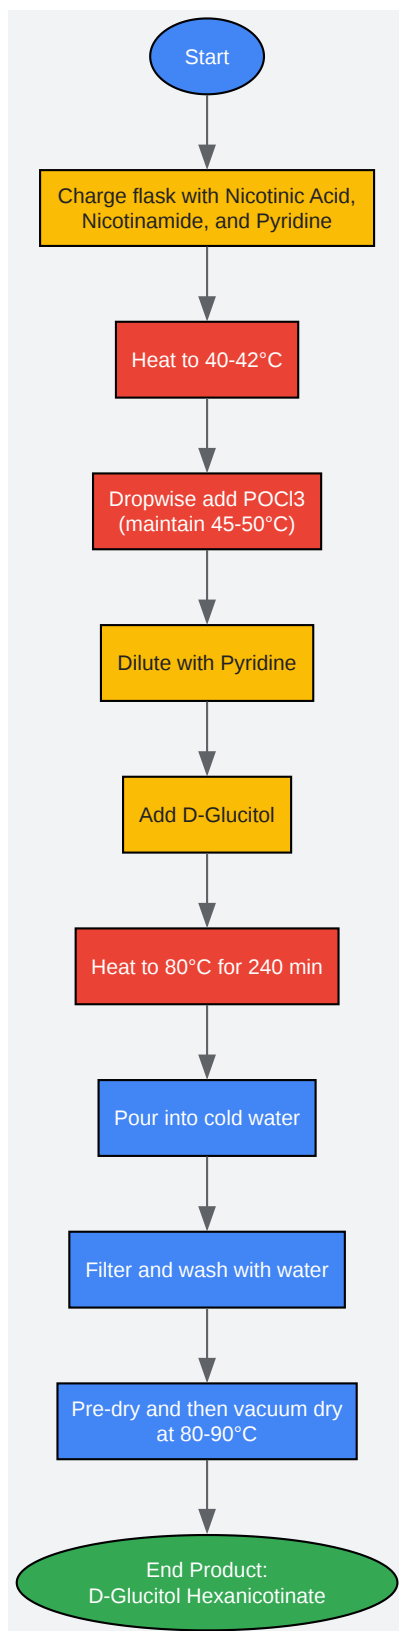 Start
Charge flask with Nicotinic Acid,
Nicotinamide, and Pyridine
Heat to 40-42°C
Dropwise add POCl3
(maintain 45-50°C)
Dilute with Pyridine
Add D-Glucitol
Heat to 80°C for 240 min
Pour into cold water
Filter and wash with water
Pre-dry and then vacuum dry
at 80-90°C
End Product:
D-Glucitol Hexanicotinate